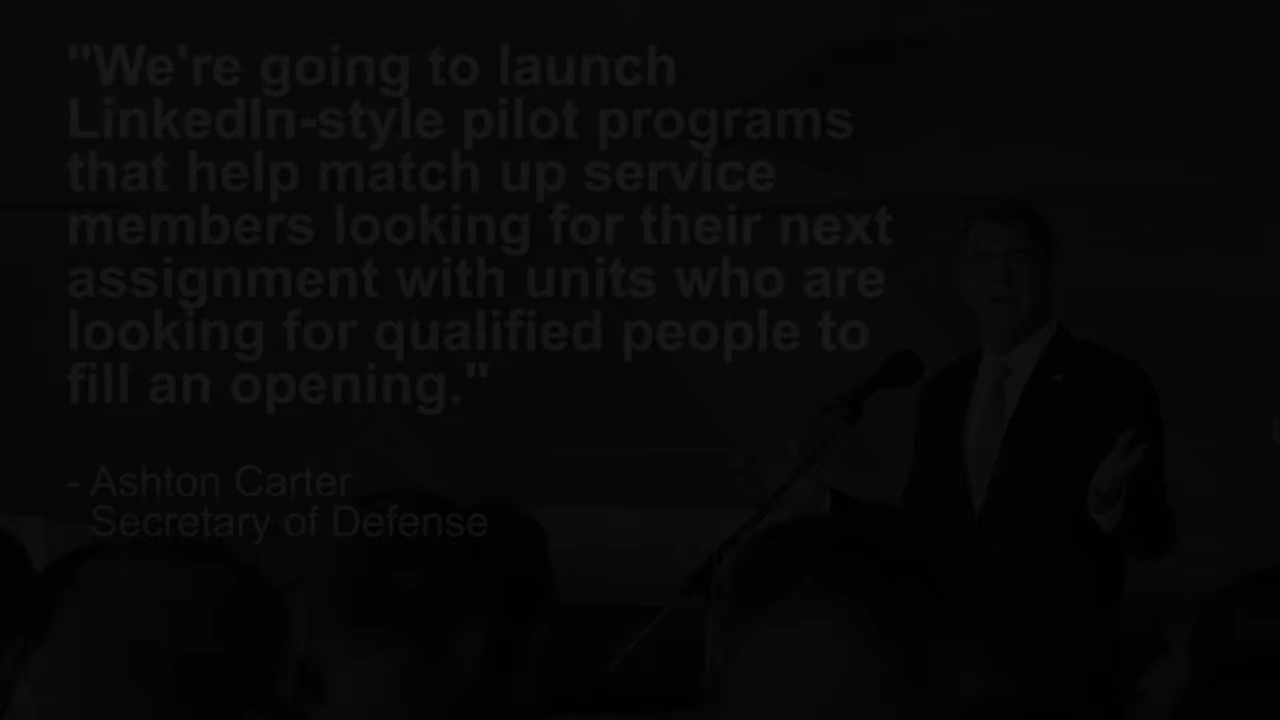 "We're going to launch
LinkedIn-style pilot programs
that help match up service
members looking for their next
assignment with units who are
looking for qualified people to
fill an opening."
- Ashton Carter
Secretary of Defense